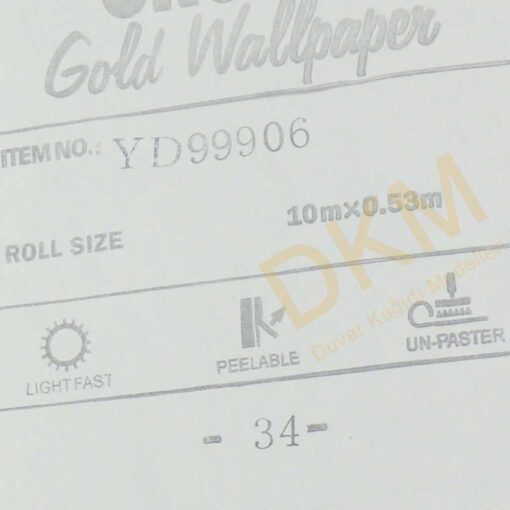 Gold Wallpaper
ITEM NO.: YD99906
ROLL SIZE 10m×0.53m
DKM
Duvar Kağıdı Modelleri
LIGHTFAST PEELABLE UN-PASTER
- 34 -